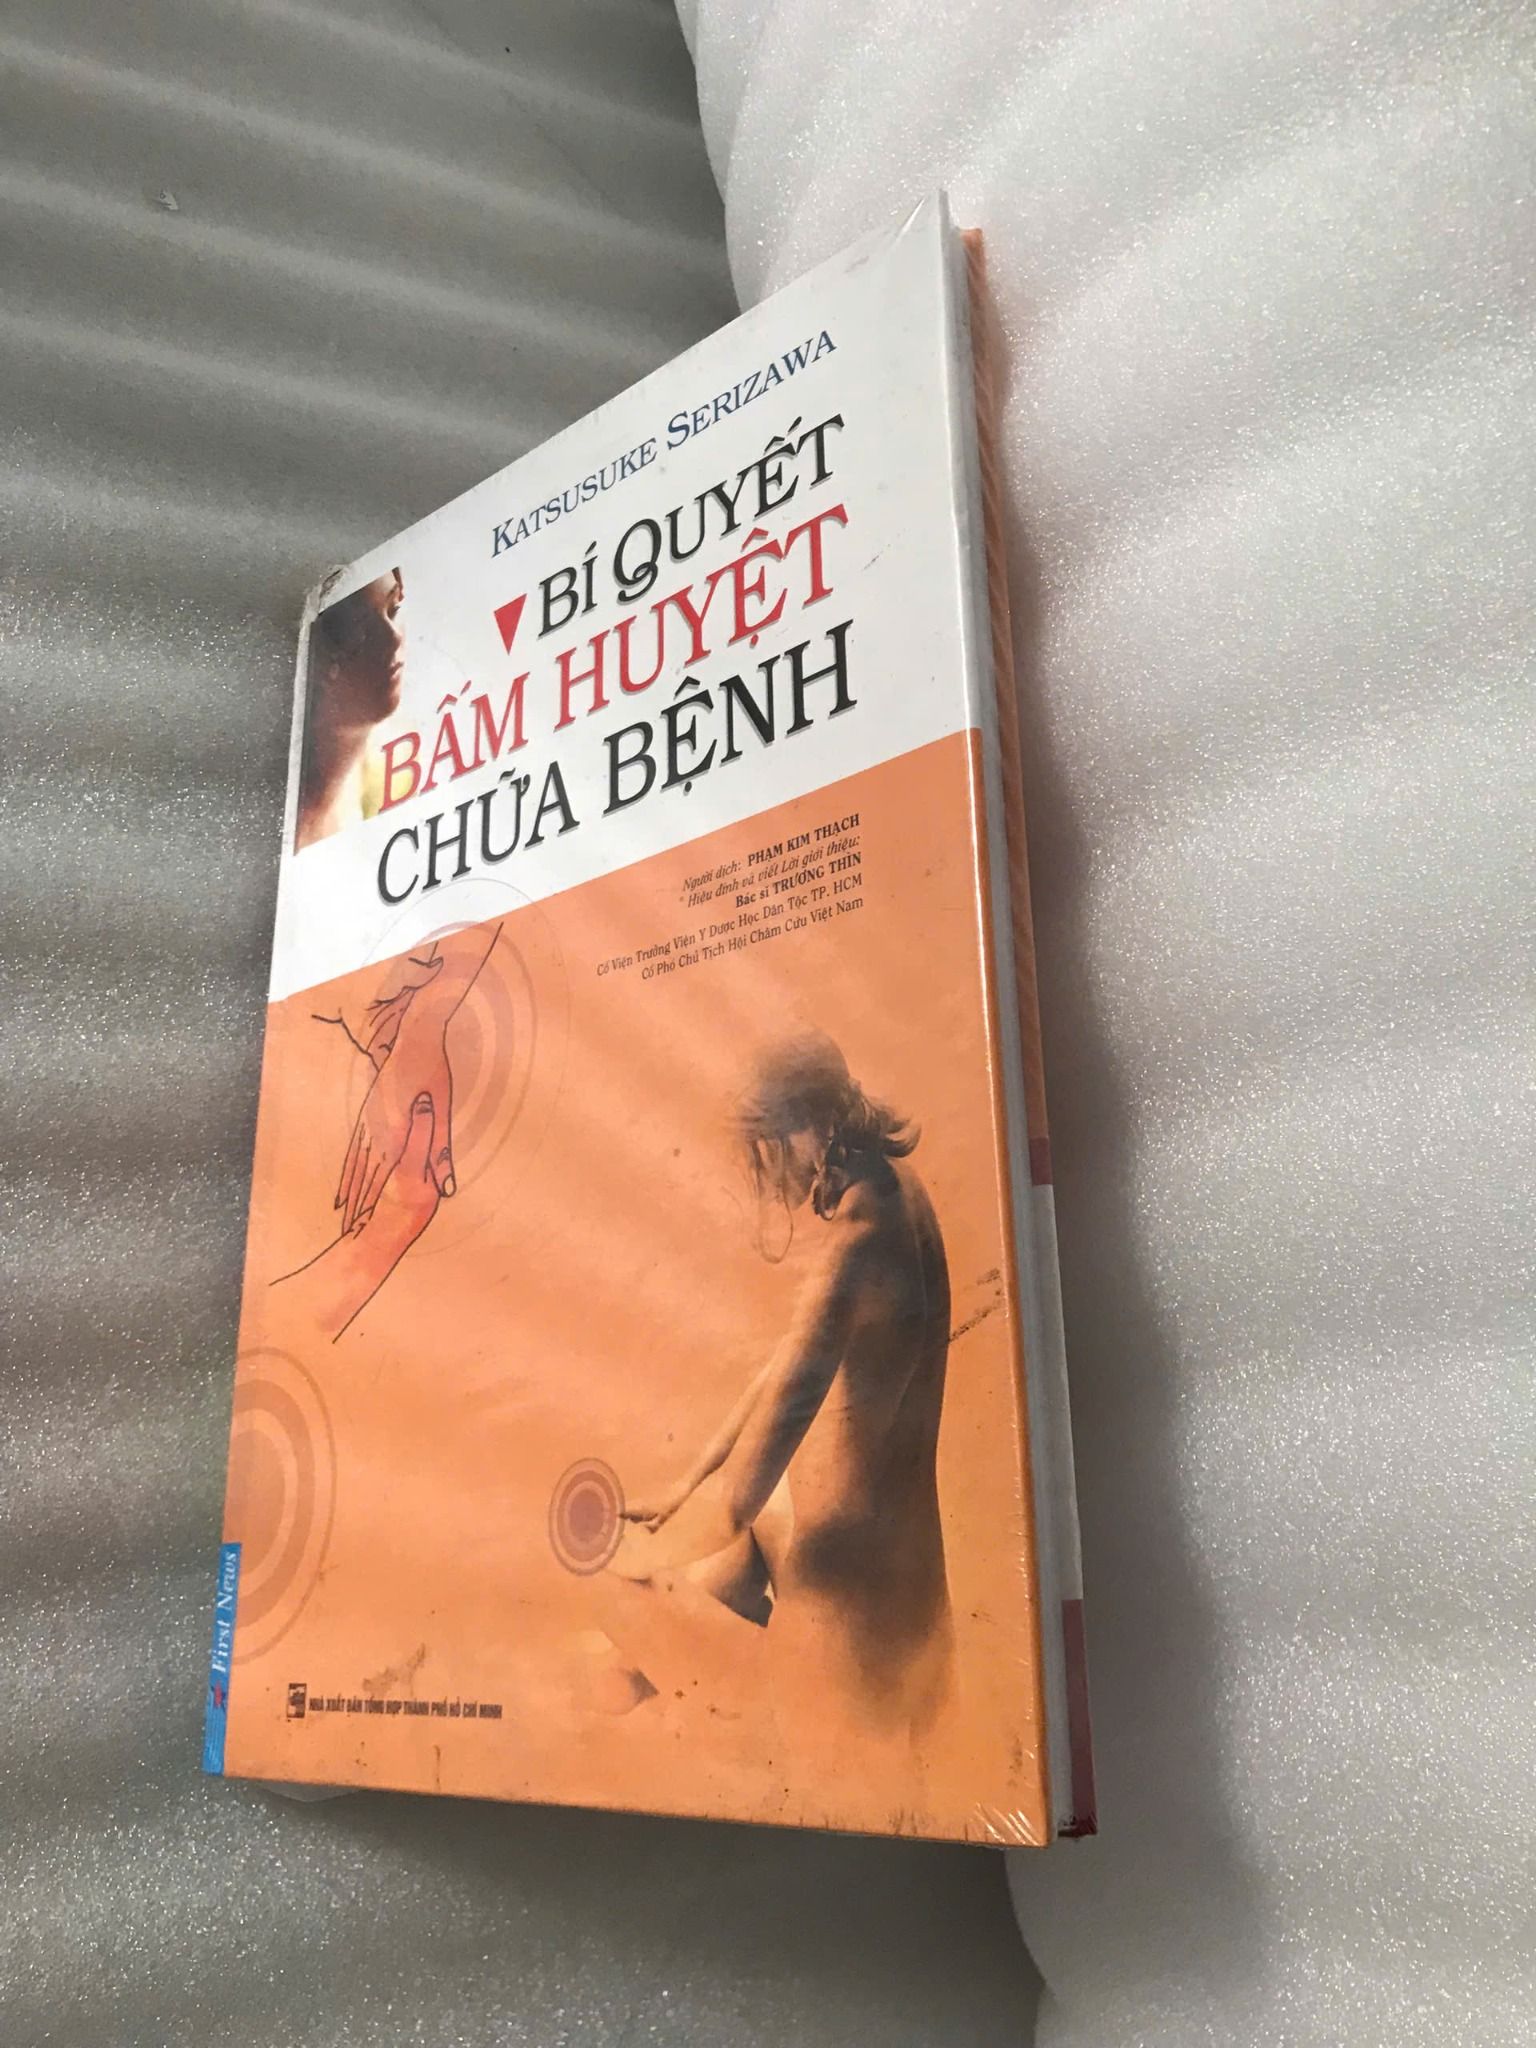 KATSUSUKE SERIZAWA
BÍ QUYẾT
BẤM HUYỆT
CHỮA BỆNH
Người dịch: PHẠM KIM THẠCH
* Hiệu đính và viết Lời giới thiệu:
Bác sĩ TRƯƠNG THÌN
Cố Viện Trưởng Viện Y Dược Học Dân Tộc TP. HCM
Cố Phó Chủ Tịch Hội Châm Cứu Việt Nam
First News
NHÀ XUẤT BẢN TỔNG HỢP THÀNH PHỐ HỒ CHÍ MINH